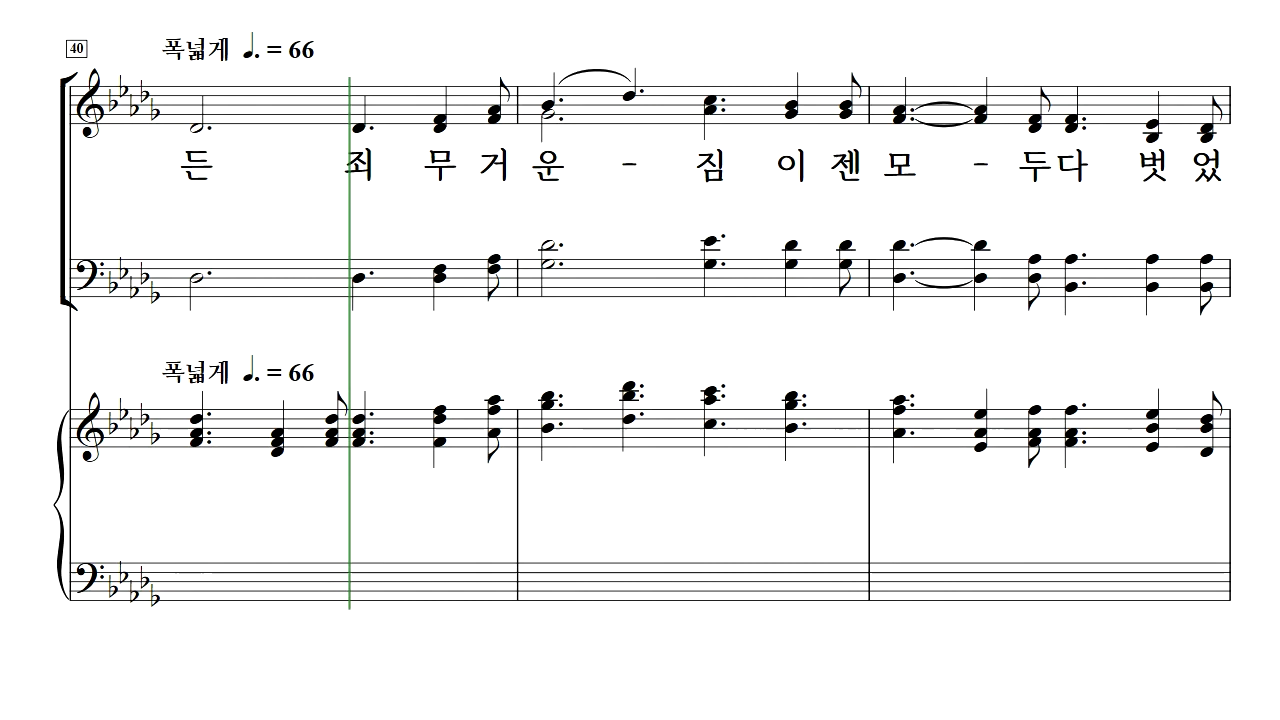 40
폭넓게 ♩. = 66
든 죄 무 거 운 - 짐 이 젠 모 - 두 다 벗 었
폭넓게 ♩. = 66